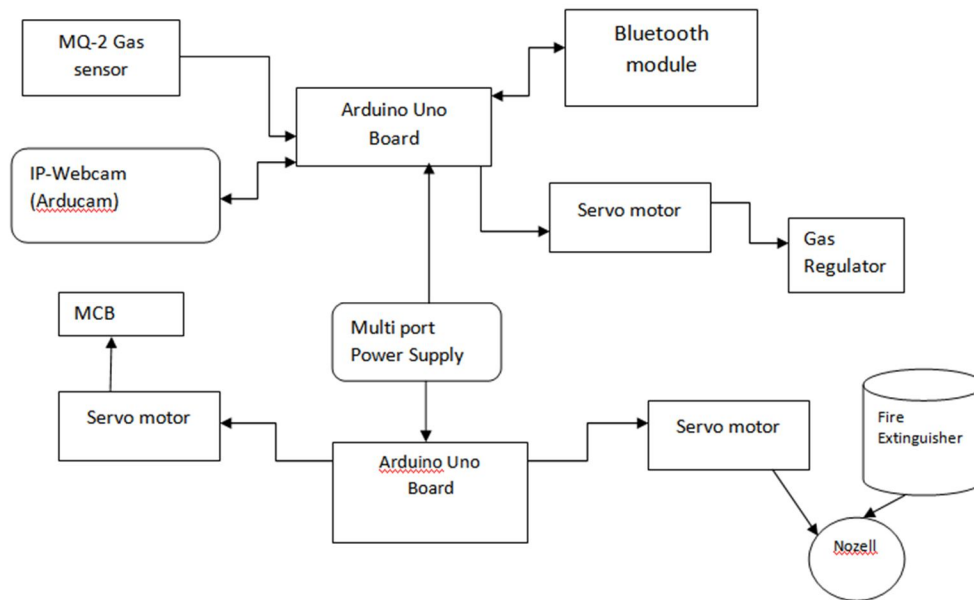 MQ-2 Gas
sensor
Bluetooth
module
Arduino Uno
Board
IP-Webcam
(Arducam)
Servo motor
Gas
Regulator
MCB
Multi port
Power Supply
Servo motor
Servo motor
Fire
Extinguisher
Arduino Uno
Board
Nozell